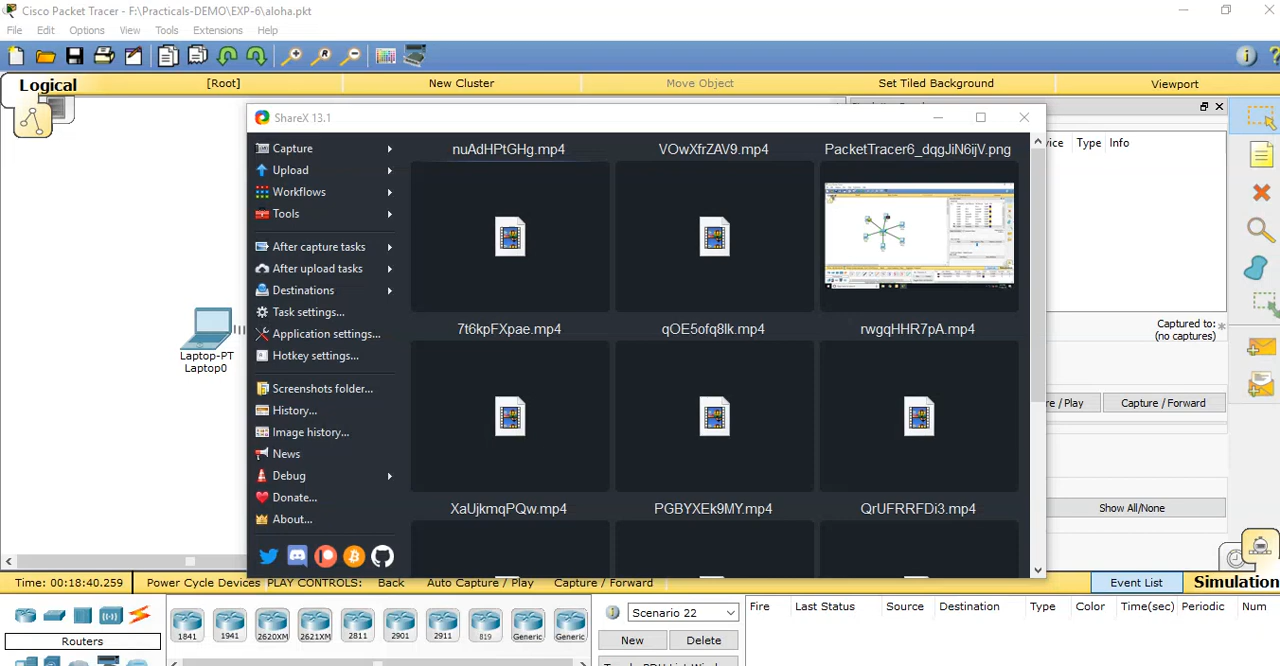 Cisco Packet Tracer - F:\Practicals-DEMO\EXP-6\aloha.pkt
File Edit Options View Tools Extensions Help
Logical [Root] New Cluster Move Object Set Tiled Background Viewport
ShareX 13.1
Capture
Upload
Workflows
Tools
After capture tasks
After upload tasks
Destinations
Task settings...
Application settings...
Hotkey settings...
Screenshots folder...
History...
Image history...
News
Debug
Donate...
About...
nuAdHPtGHg.mp4 VOwXfrZAV9.mp4 PacketTracer6_dqgJiN6ijV.png
7t6kpFXpae.mp4 qOE5ofq8lk.mp4 rwgqHHR7pA.mp4
XaUjkmqPQw.mp4 PGBYXEk9MY.mp4 QrUFRRFDi3.mp4
Laptop-PT
Laptop0
vice Type Info
Captured to: *
(no captures)
re / Play Capture / Forward
Show All/None
Time: 00:18:40.259 Power Cycle Devices PLAY CONTROLS: Back Auto Capture / Play Capture / Forward Event List Simulation
Routers
1841 1941 2620XM 2621XM 2811 2901 2911 819 Generic Generic
Scenario 22
New Delete
Fire Last Status Source Destination Type Color Time(sec) Periodic Num